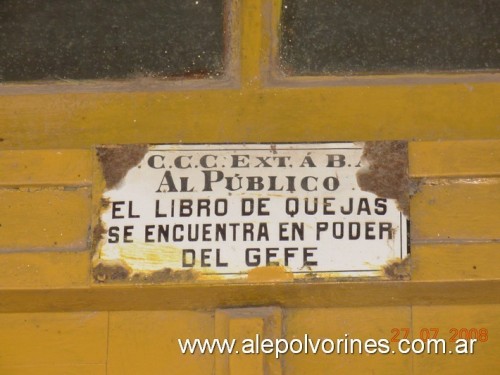 .C.C.C. EXT. Á B.A
AL PÚBLICO
EL LIBRO DE QUEJAS
SE ENCUENTRA EN PODER
DEL GEFE
27 07 2008
www.alepolvorines.com.ar